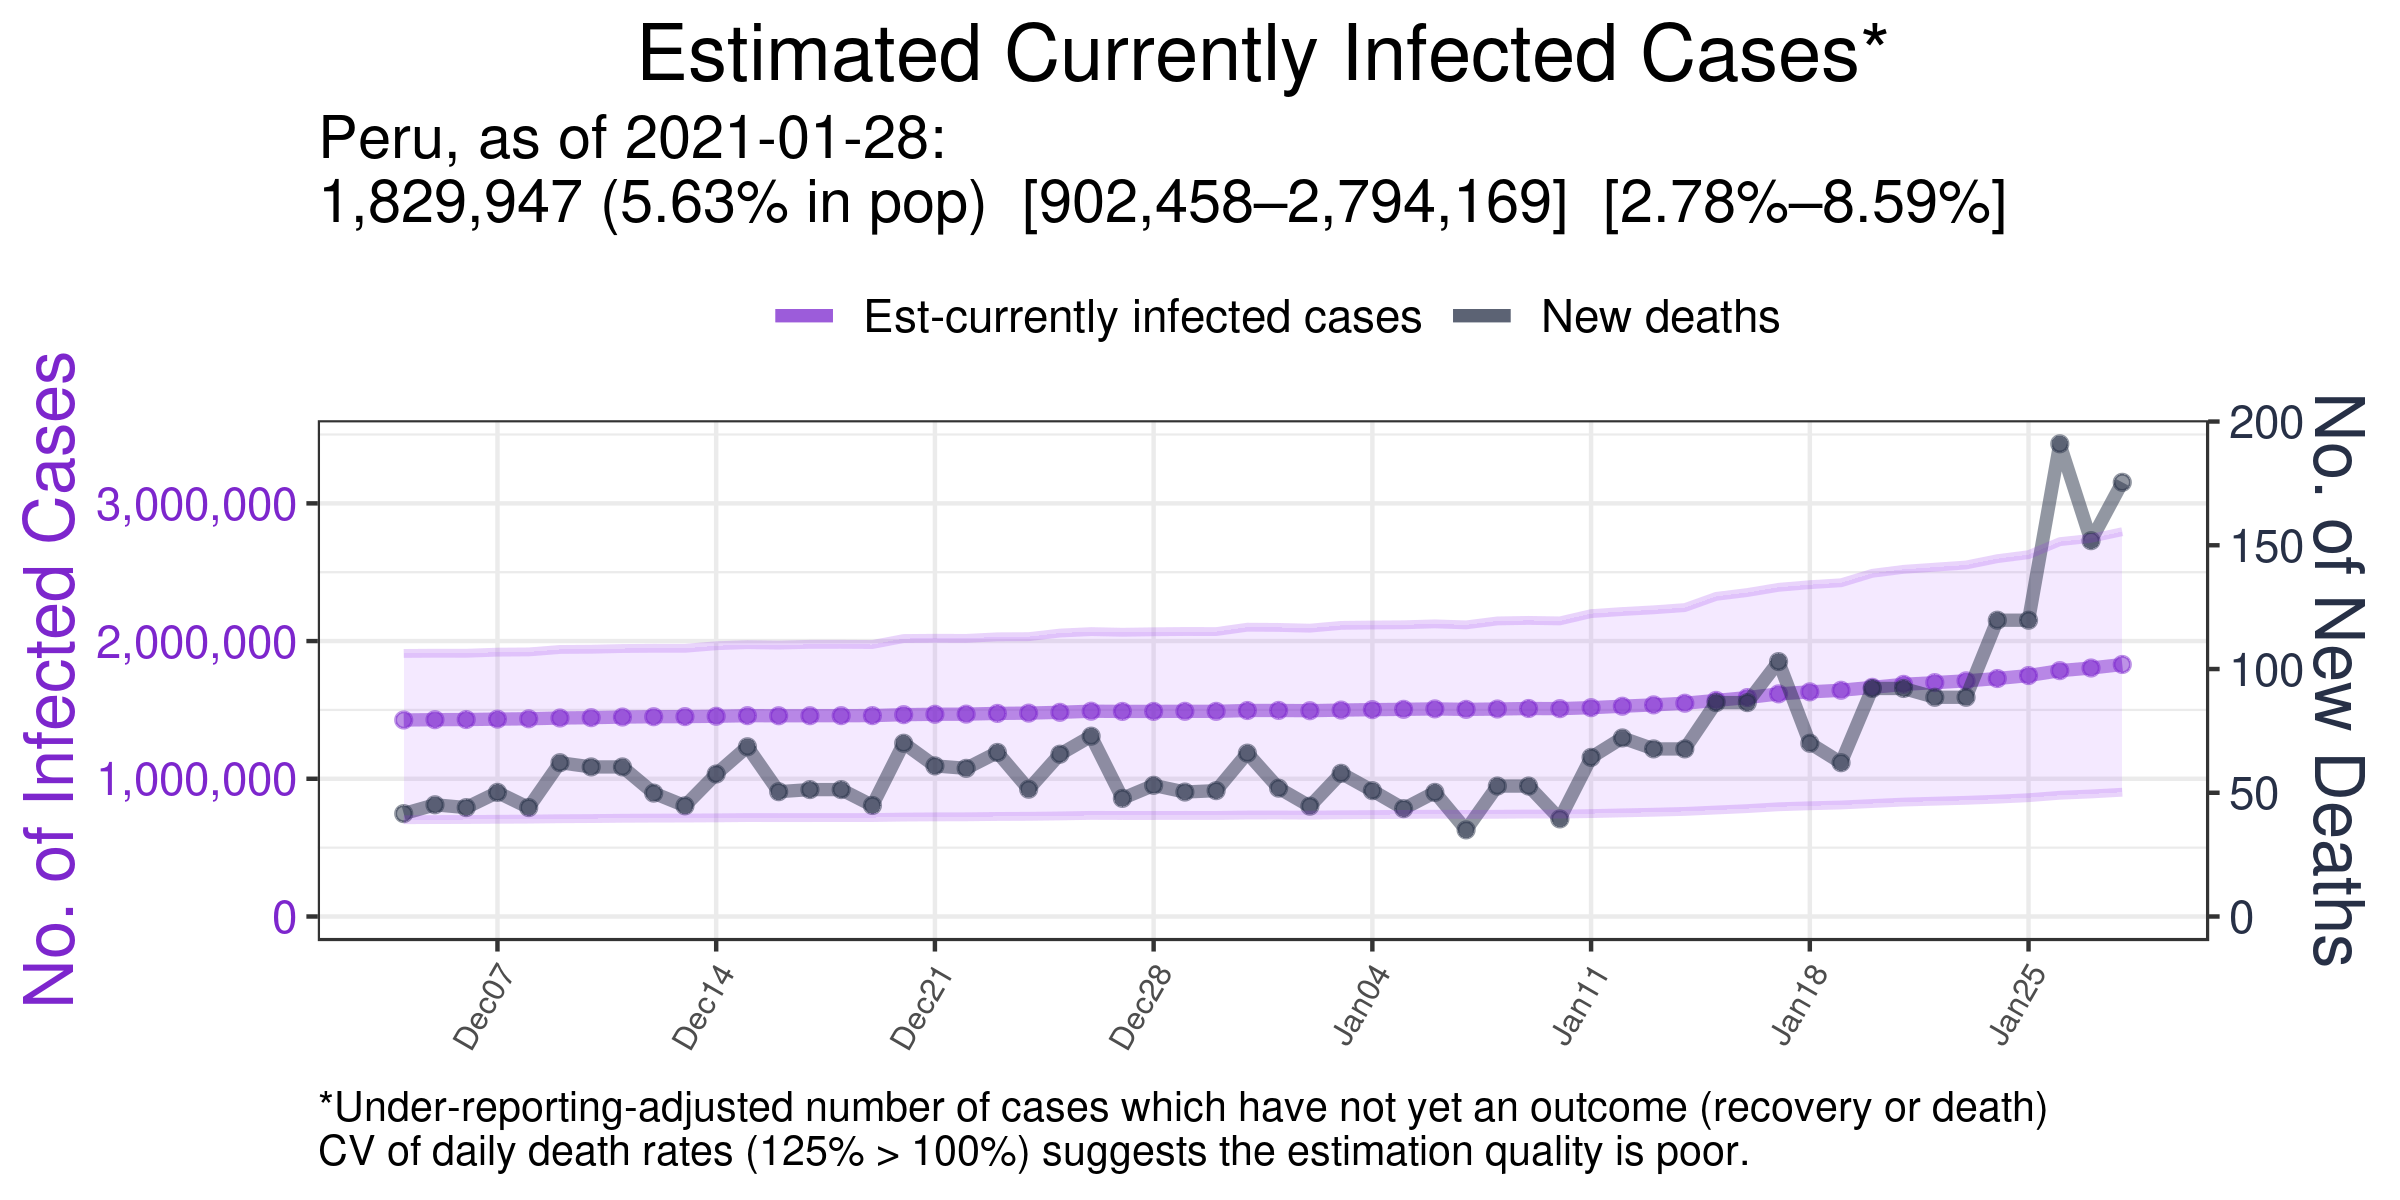 Estimated Currently Infected Cases*
Peru, as of 2021-01-28:
1,829,947 (5.63% in pop) [902,458–2,794,169] [2.78%–8.59%]
Est-currently infected cases New deaths
No. of Infected Cases
3,000,000
2,000,000
1,000,000
0
200
150
100
50
0
No. of New Deaths
Dec07 Dec14 Dec21 Dec28 Jan04 Jan11 Jan18 Jan25
*Under-reporting-adjusted number of cases which have not yet an outcome (recovery or death)
CV of daily death rates (125% > 100%) suggests the estimation quality is poor.